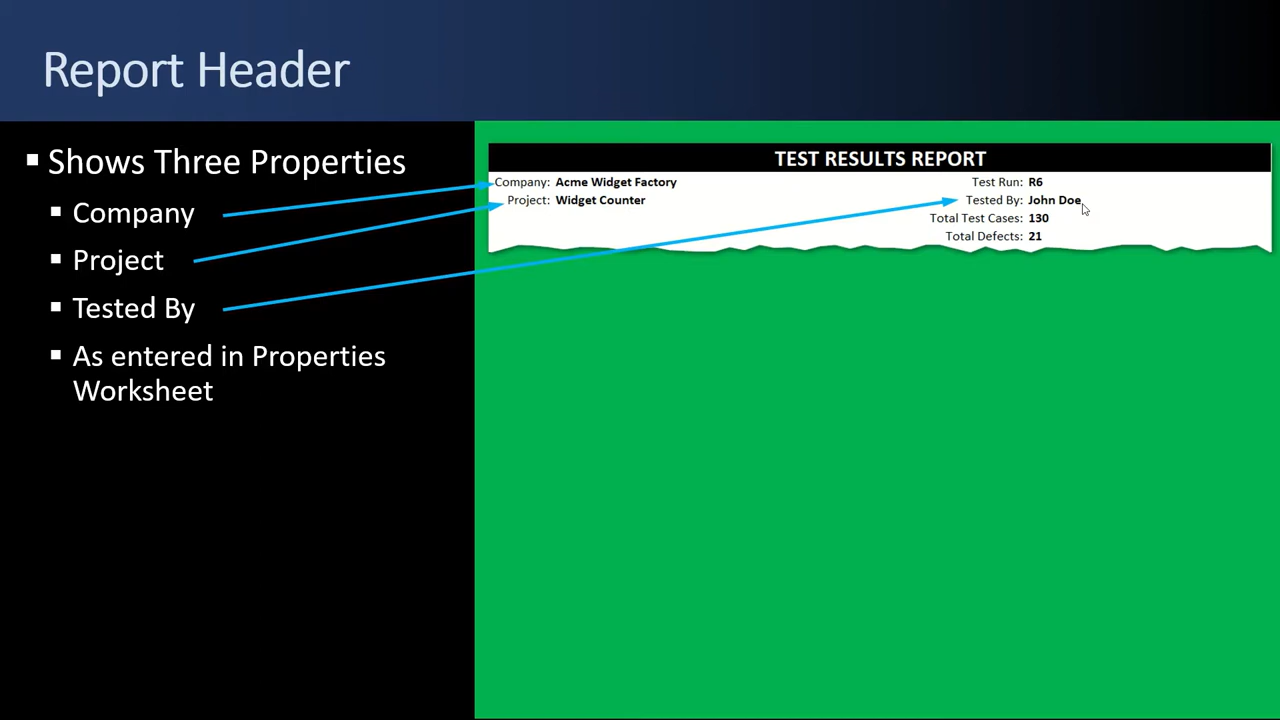 Report Header
Shows Three Properties
Company
Project
Tested By
As entered in Properties
Worksheet
TEST RESULTS REPORT
Company: Acme Widget Factory
Project: Widget Counter
Test Run: R6
Tested By: John Doe
Total Test Cases: 130
Total Defects: 21